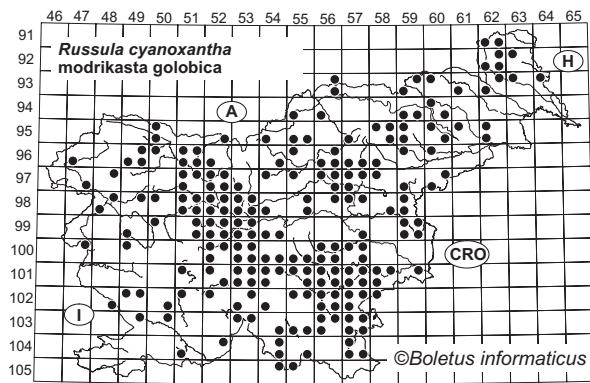 46 47 48 49 50 51 52 53 54 55 56 57 58 59 60 61 62 63 64 65
91
Russula cyanoxantha
modrikasta golobica
92
H
93
94
A
95
96
97
98
99
100
CRO
101
102
103
I
104
©Boletus informaticus
105